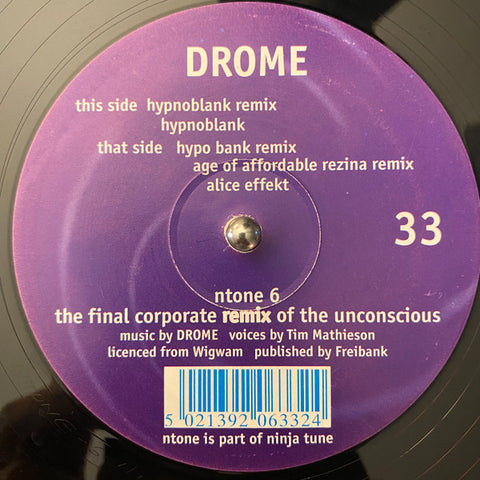 DROME
this side hypnoblank remix
hypnoblank
that side hypo bank remix
age of affordable rezina remix
alice effekt
33
ntone 6
the final corporate remix of the unconscious
music by DROME voices by Tim Mathieson
licenced from Wigwam published by Freibank
5 021392 063324
ntone is part of ninja tune